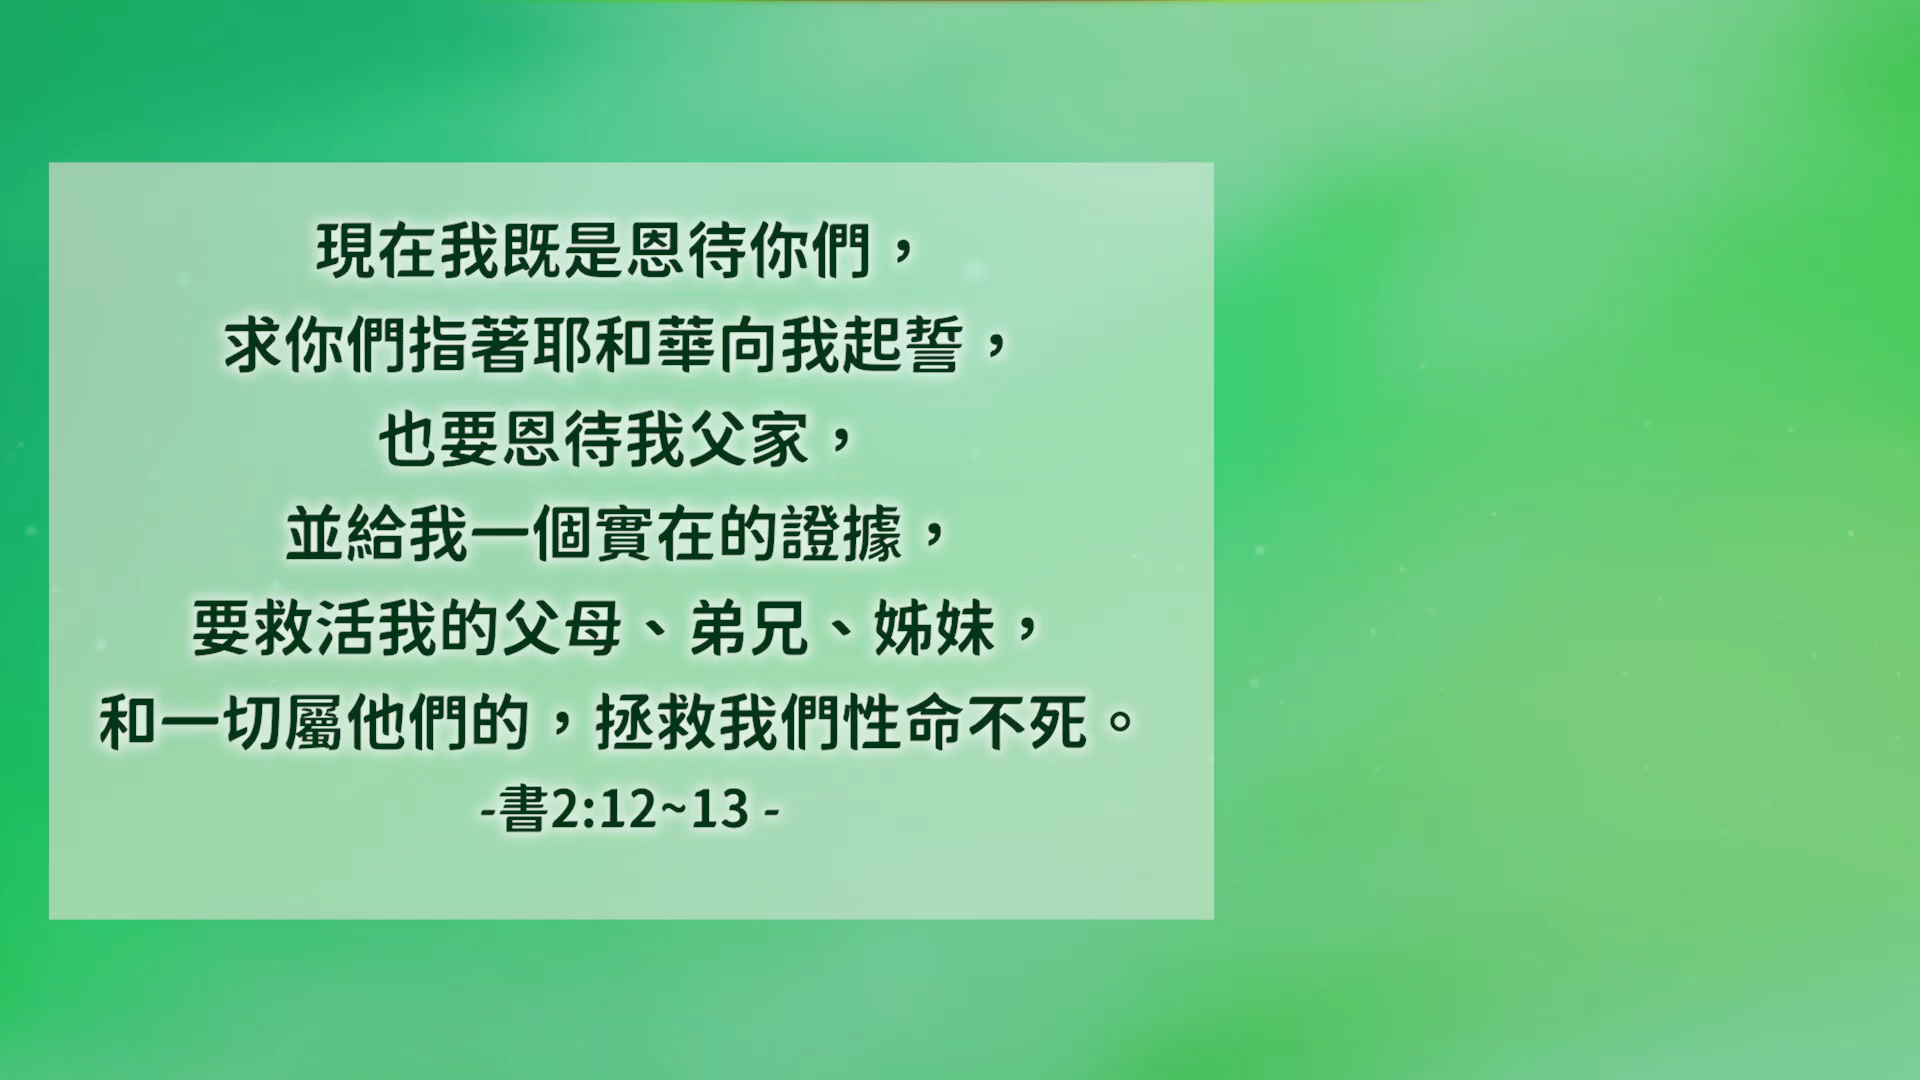 現在我既是恩待你們，
求你們指著耶和華向我起誓，
也要恩待我父家，
並給我一個實在的證據，
要救活我的父母、弟兄、姊妹，
和一切屬他們的，拯救我們性命不死。
-書2:12~13 -